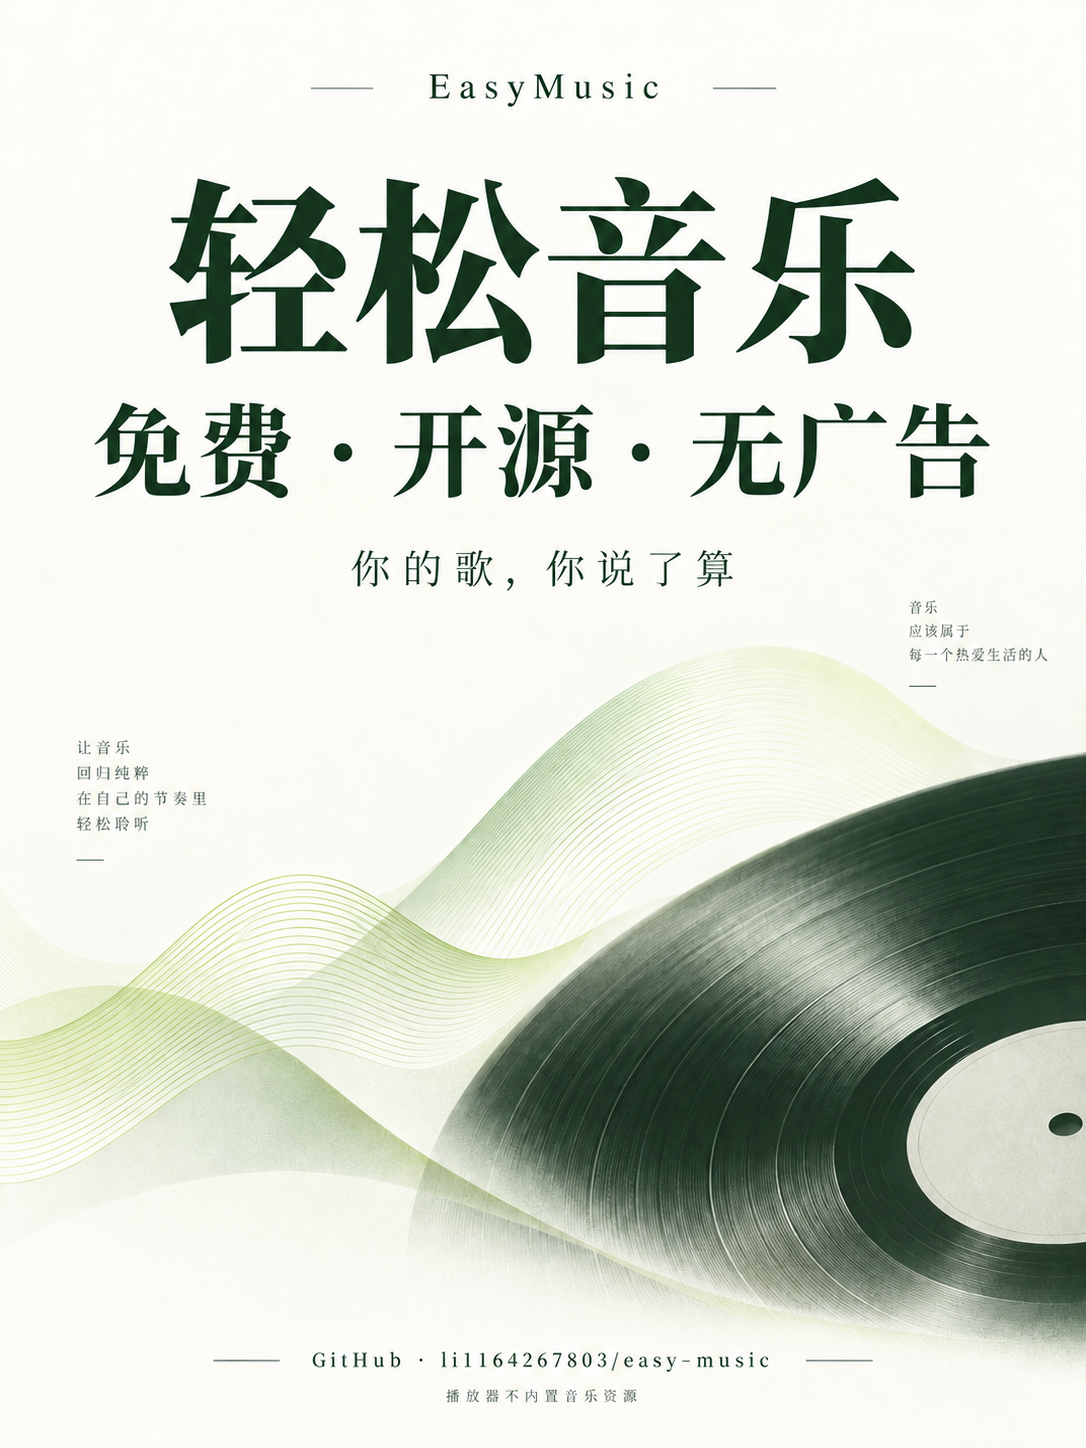 EasyMusic
轻松音乐
免费·开源·无广告
你的歌，你说了算
音乐
应该属于
每一个热爱生活的人
让音乐
回归纯粹
在自己的节奏里
轻松聆听
GitHub · li1164267803/easy-music
播放器不内置音乐资源